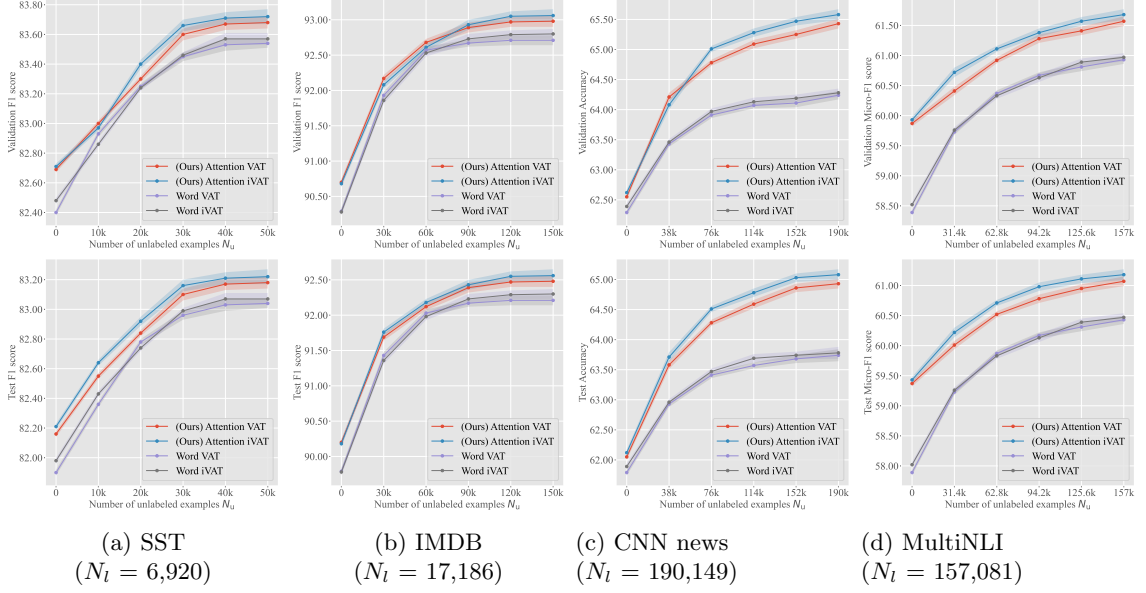 83.80
83.60
83.40
83.20
83.00
82.80
82.60
82.40
Validation F1 score
(Ours) Attention VAT
(Ours) Attention iVAT
Word VAT
Word iVAT
0 10k 20k 30k 40k 50k
Number of unlabeled examples Nu
93.00
92.50
92.00
91.50
91.00
90.50
Validation F1 score
(Ours) Attention VAT
(Ours) Attention iVAT
Word VAT
Word iVAT
0 30k 60k 90k 120k 150k
Number of unlabeled examples Nu
65.50
65.00
64.50
64.00
63.50
63.00
62.50
Validation Accuracy
(Ours) Attention VAT
(Ours) Attention iVAT
Word VAT
Word iVAT
0 38k 76k 114k 152k 190k
Number of unlabeled examples Nu
61.50
61.00
60.50
60.00
59.50
59.00
58.50
Validation Micro-F1 score
(Ours) Attention VAT
(Ours) Attention iVAT
Word VAT
Word iVAT
0 31.4k 62.8k 94.2k 125.6k 157k
Number of unlabeled examples Nu
83.20
83.00
82.80
82.60
82.40
82.20
82.00
Test F1 score
(Ours) Attention VAT
(Ours) Attention iVAT
Word VAT
Word iVAT
0 10k 20k 30k 40k 50k
Number of unlabeled examples Nu
92.50
92.00
91.50
91.00
90.50
90.00
Test F1 score
(Ours) Attention VAT
(Ours) Attention iVAT
Word VAT
Word iVAT
0 30k 60k 90k 120k 150k
Number of unlabeled examples Nu
65.00
64.50
64.00
63.50
63.00
62.50
62.00
Test Accuracy
(Ours) Attention VAT
(Ours) Attention iVAT
Word VAT
Word iVAT
0 38k 76k 114k 152k 190k
Number of unlabeled examples Nu
61.00
60.50
60.00
59.50
59.00
58.50
58.00
Test Micro-F1 score
(Ours) Attention VAT
(Ours) Attention iVAT
Word VAT
Word iVAT
0 31.4k 62.8k 94.2k 125.6k 157k
Number of unlabeled examples Nu
(a) SST
(Nl = 6,920)
(b) IMDB
(Nl = 17,186)
(c) CNN news
(Nl = 190,149)
(d) MultiNLI
(Nl = 157,081)